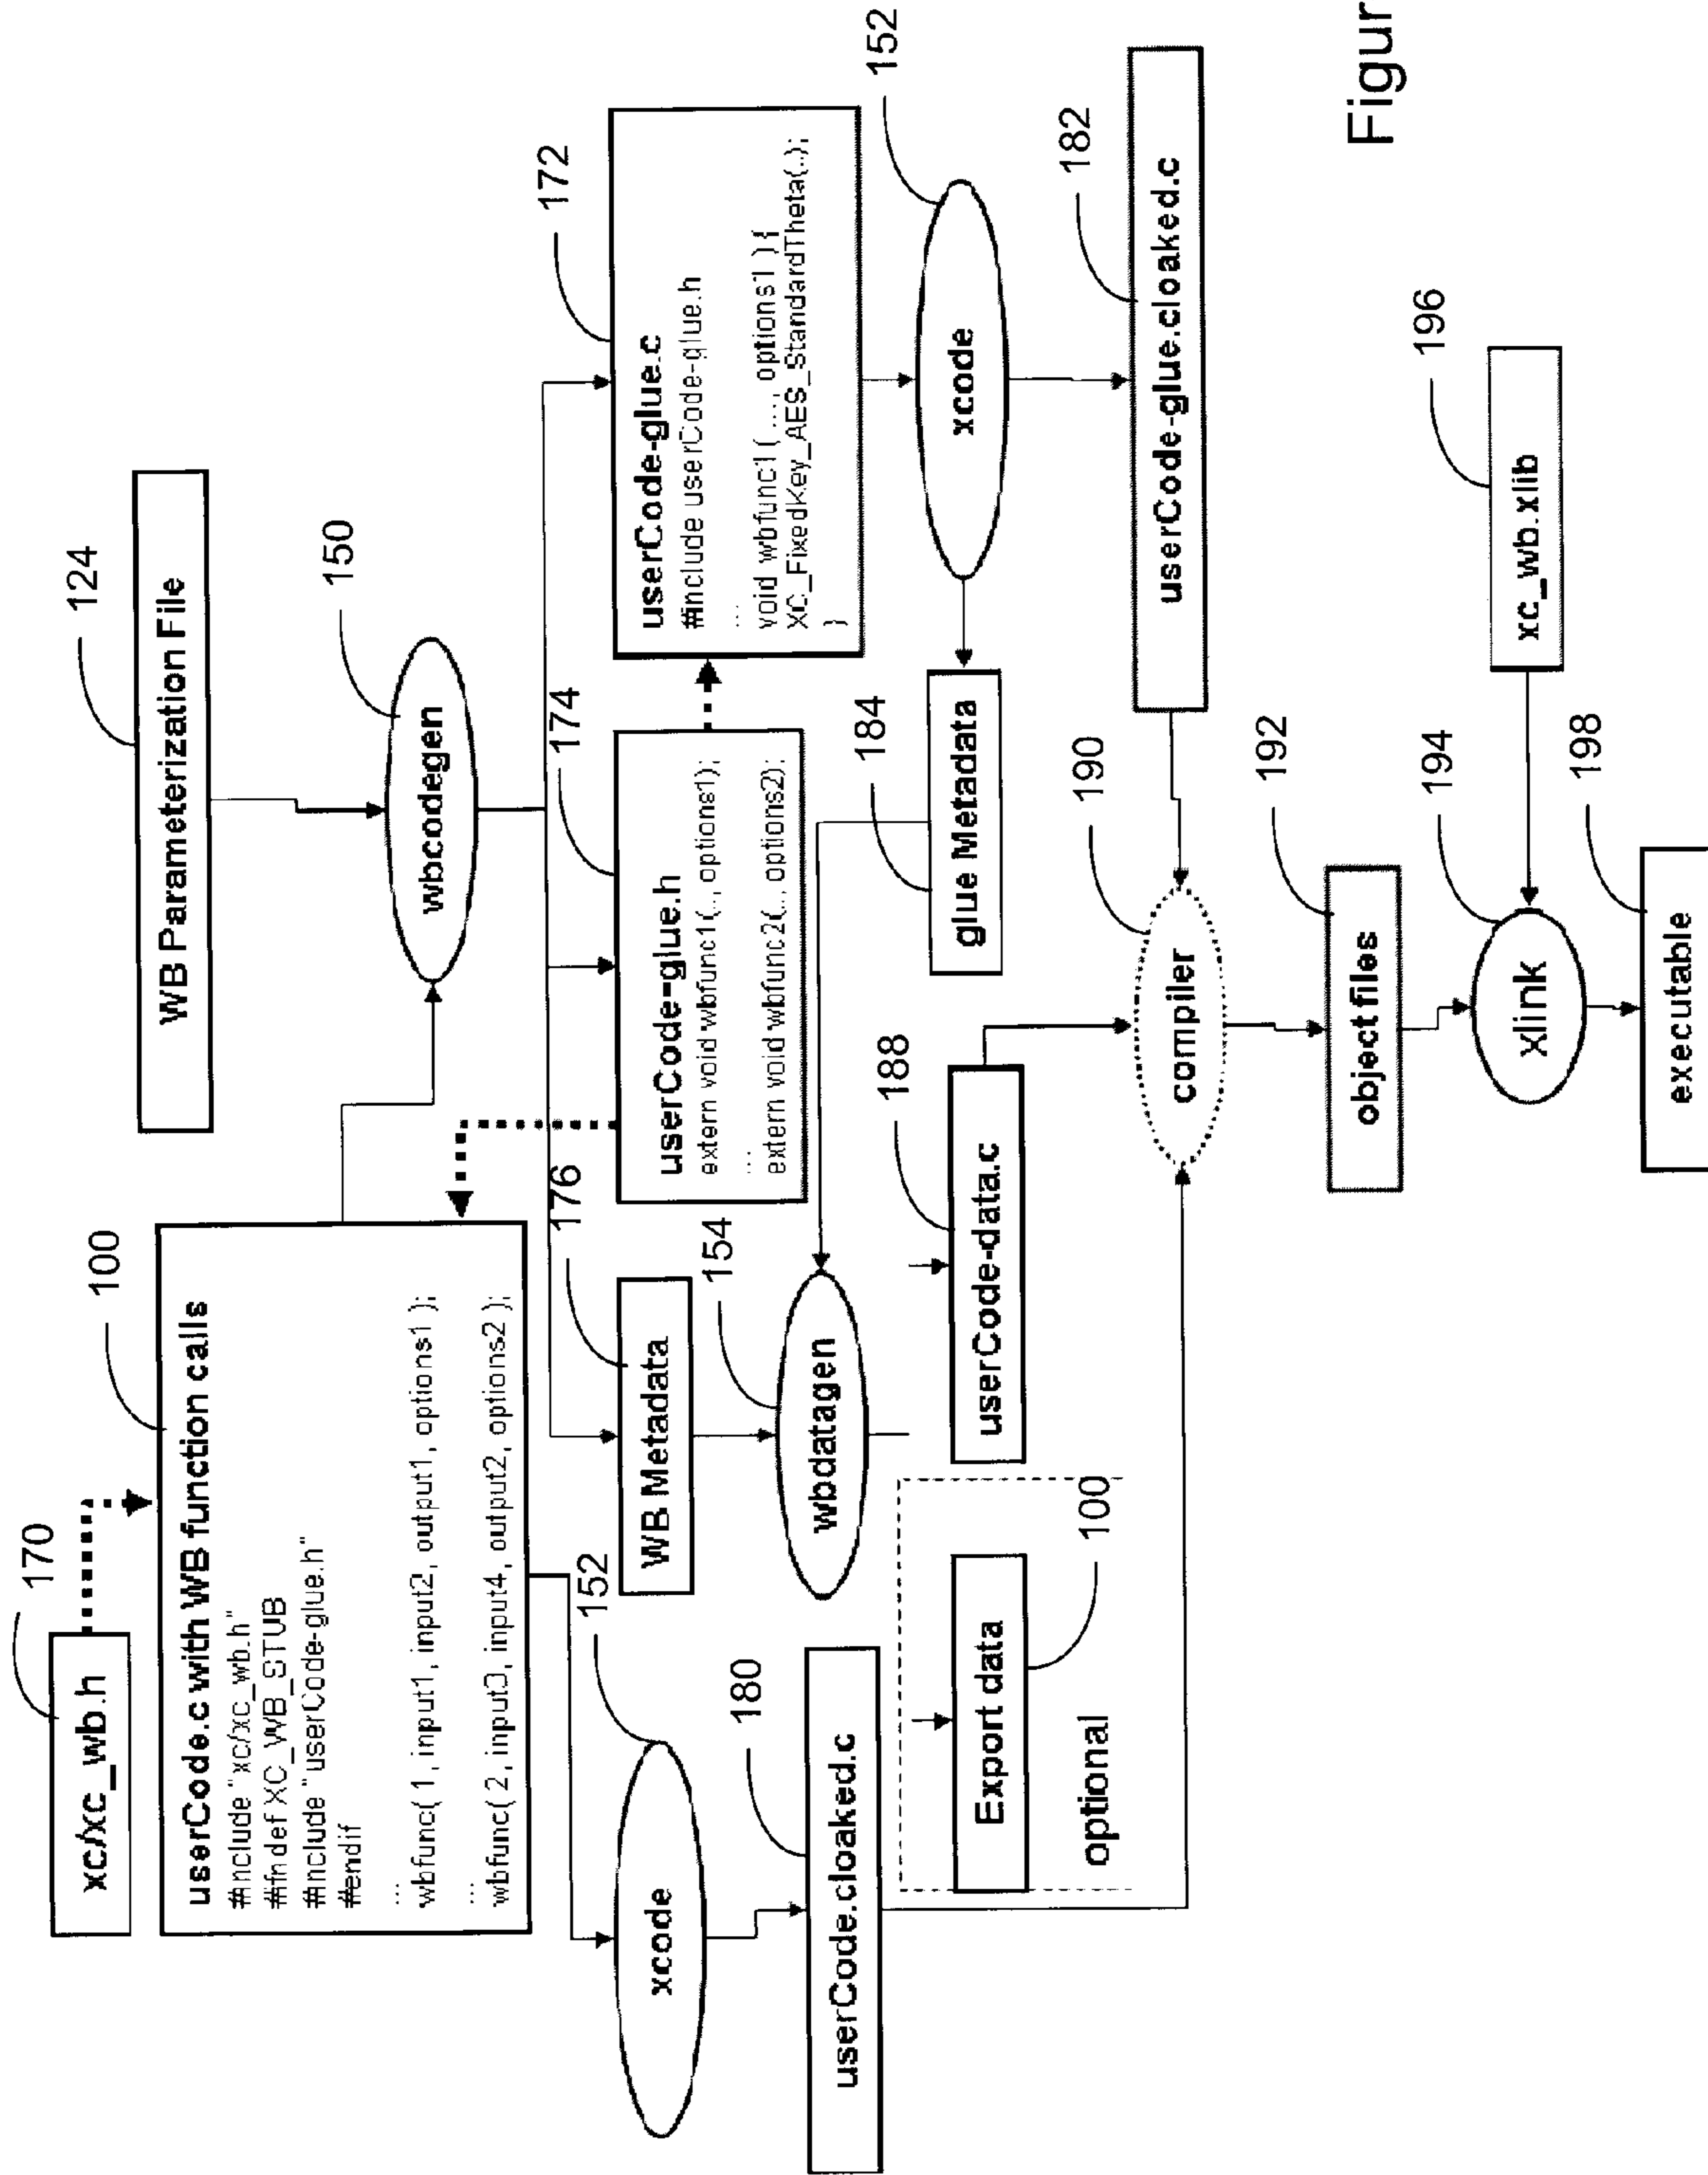 170
xc/xc_wb.h
100
userCode.c with WB function calls
#include "xc/xc_wb.h"
#ifndef XC_WB_STUB
#include "userCode-glue.h"
#endif
...
wbfunc( 1, input1, input2, output1, options1 );
...
wbfunc( 2, input3, input4, output2, options2 );
124
WB Parameterization File
150
wbcodegen
152
xcode
176
WB Metadata
174
userCode-glue.h
extern void wbfunc1(.., options1);
...
extern void wbfunc2(.., options2);
172
userCode-glue.c
#include userCode-glue.h
...
void wbfunc1( ..., options1 ) {
XC_FixedKey_AES_StandardTheta(..);
}
154
wbdatagen
180
userCode.cloaked.c
184
glue Metadata
152
xcode
Export data
100
optional
188
userCode-data.c
182
userCode-glue.cloaked.c
190
compiler
192
object files
196
xc_wb.xlib
194
xlink
198
executable
Figur